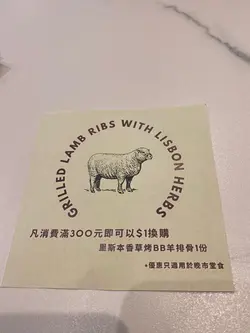 GRILLED LAMB RIBS WITH LISBON HERBS
凡消費滿300元即可以$1換購
里斯本香草烤BB羊排骨1份
*優惠只適用於晚市堂食